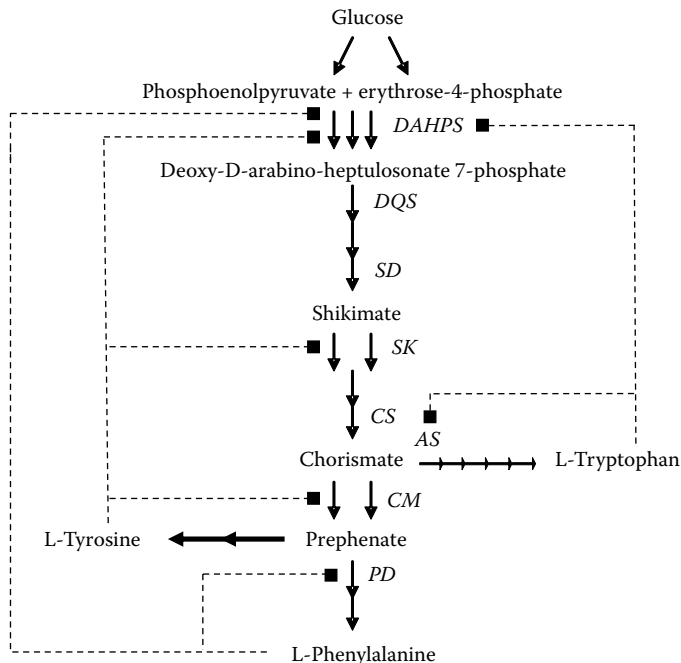 Glucose
Phosphoenolpyruvate + erythrose-4-phosphate
DAHPS
Deoxy-D-arabino-heptulosonate 7-phosphate
DQS
SD
Shikimate
SK
CS
AS
Chorismate
L-Tryptophan
CM
L-Tyrosine
Prephenate
PD
L-Phenylalanine